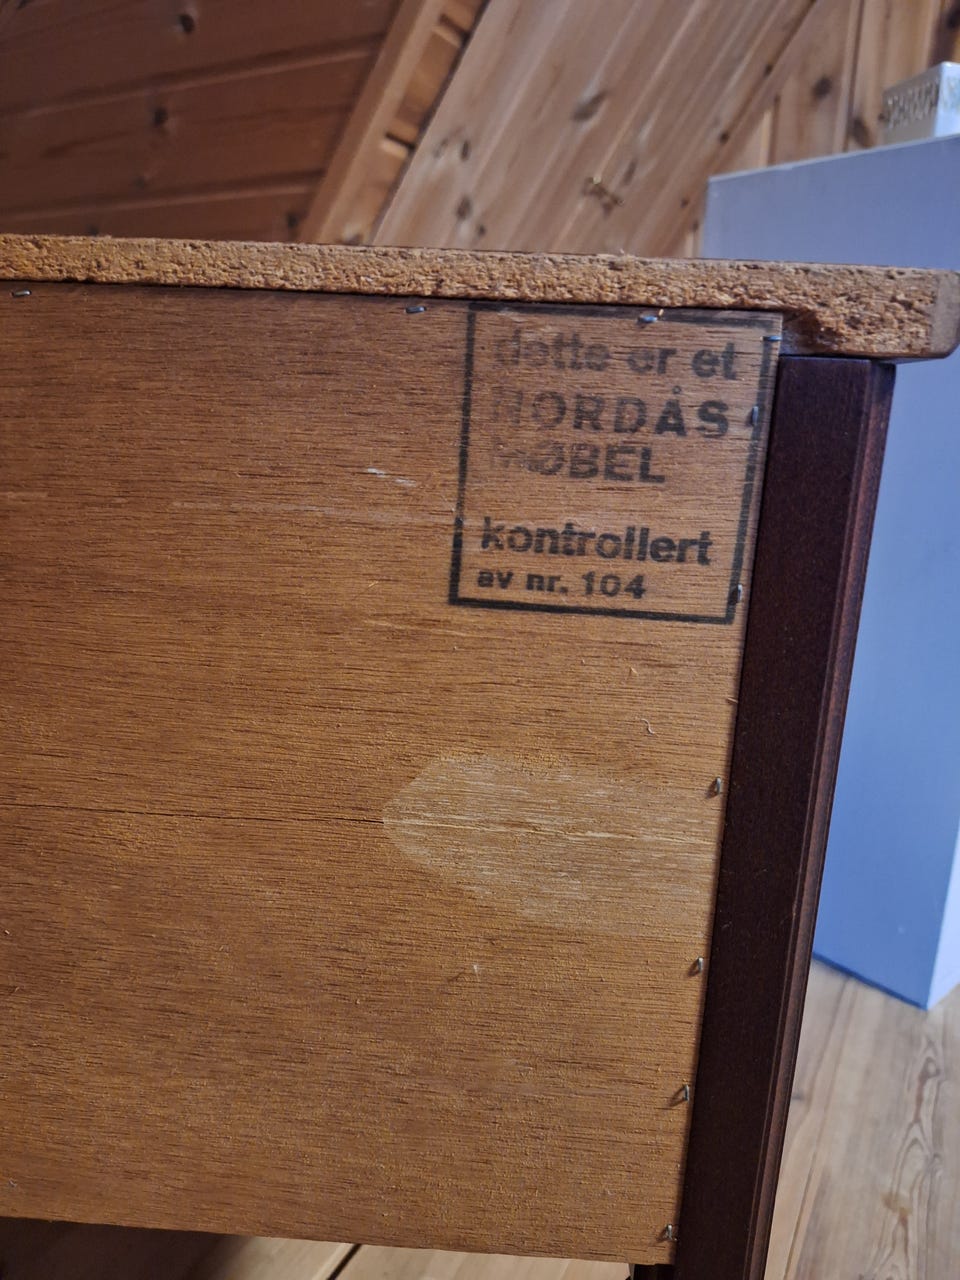 dette er et
NORDÅS
MØBEL
kontrollert
av nr. 104